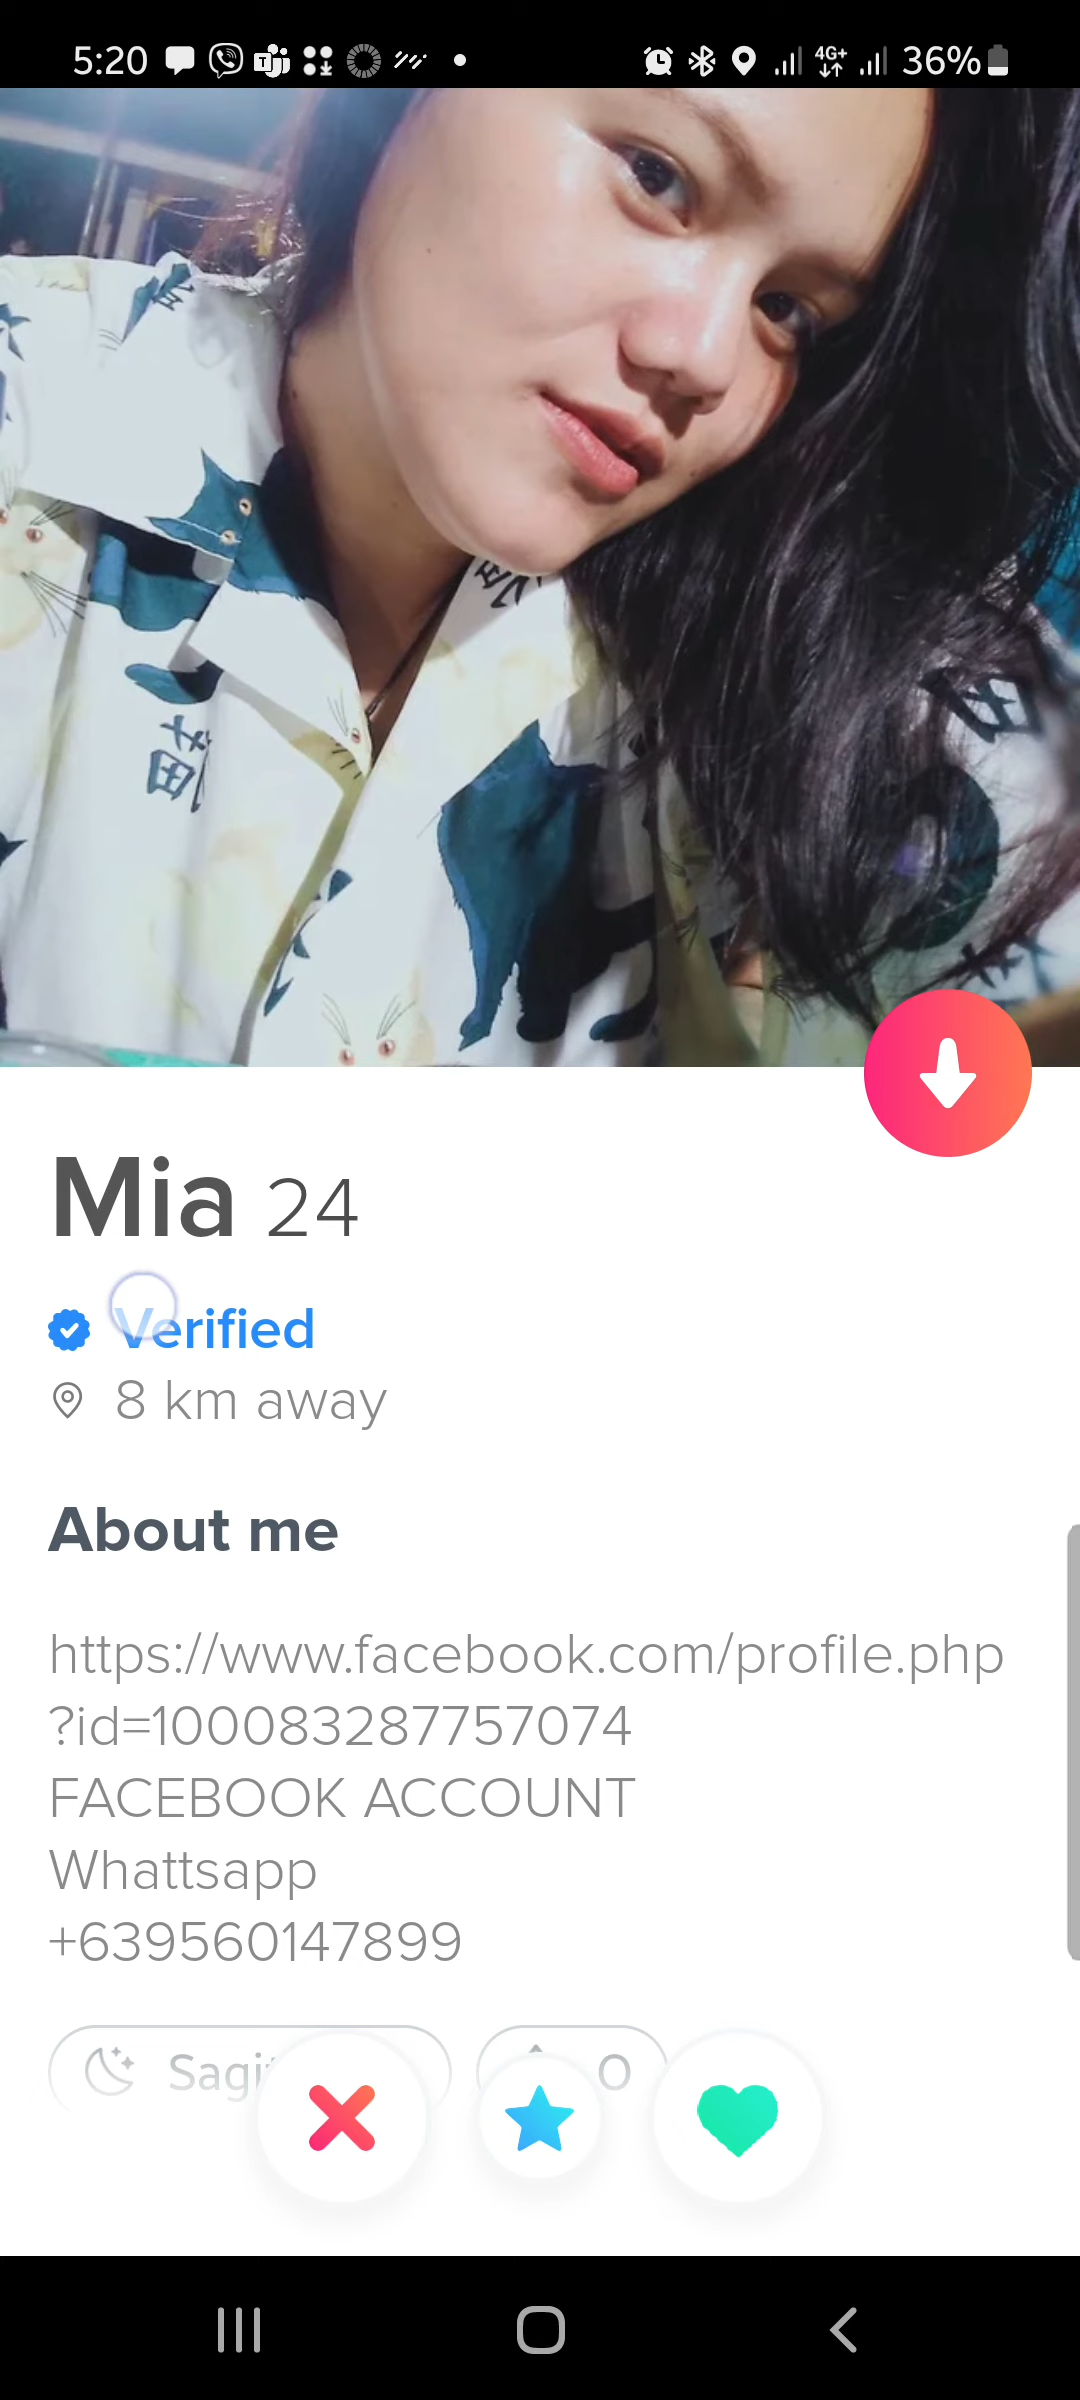 5:20
4G+
36%
猫
Mia 24
Verified
8 km away
About me
https://www.facebook.com/profile.php
?id=100083287757074
FACEBOOK ACCOUNT
Whattsapp
+639560147899
O